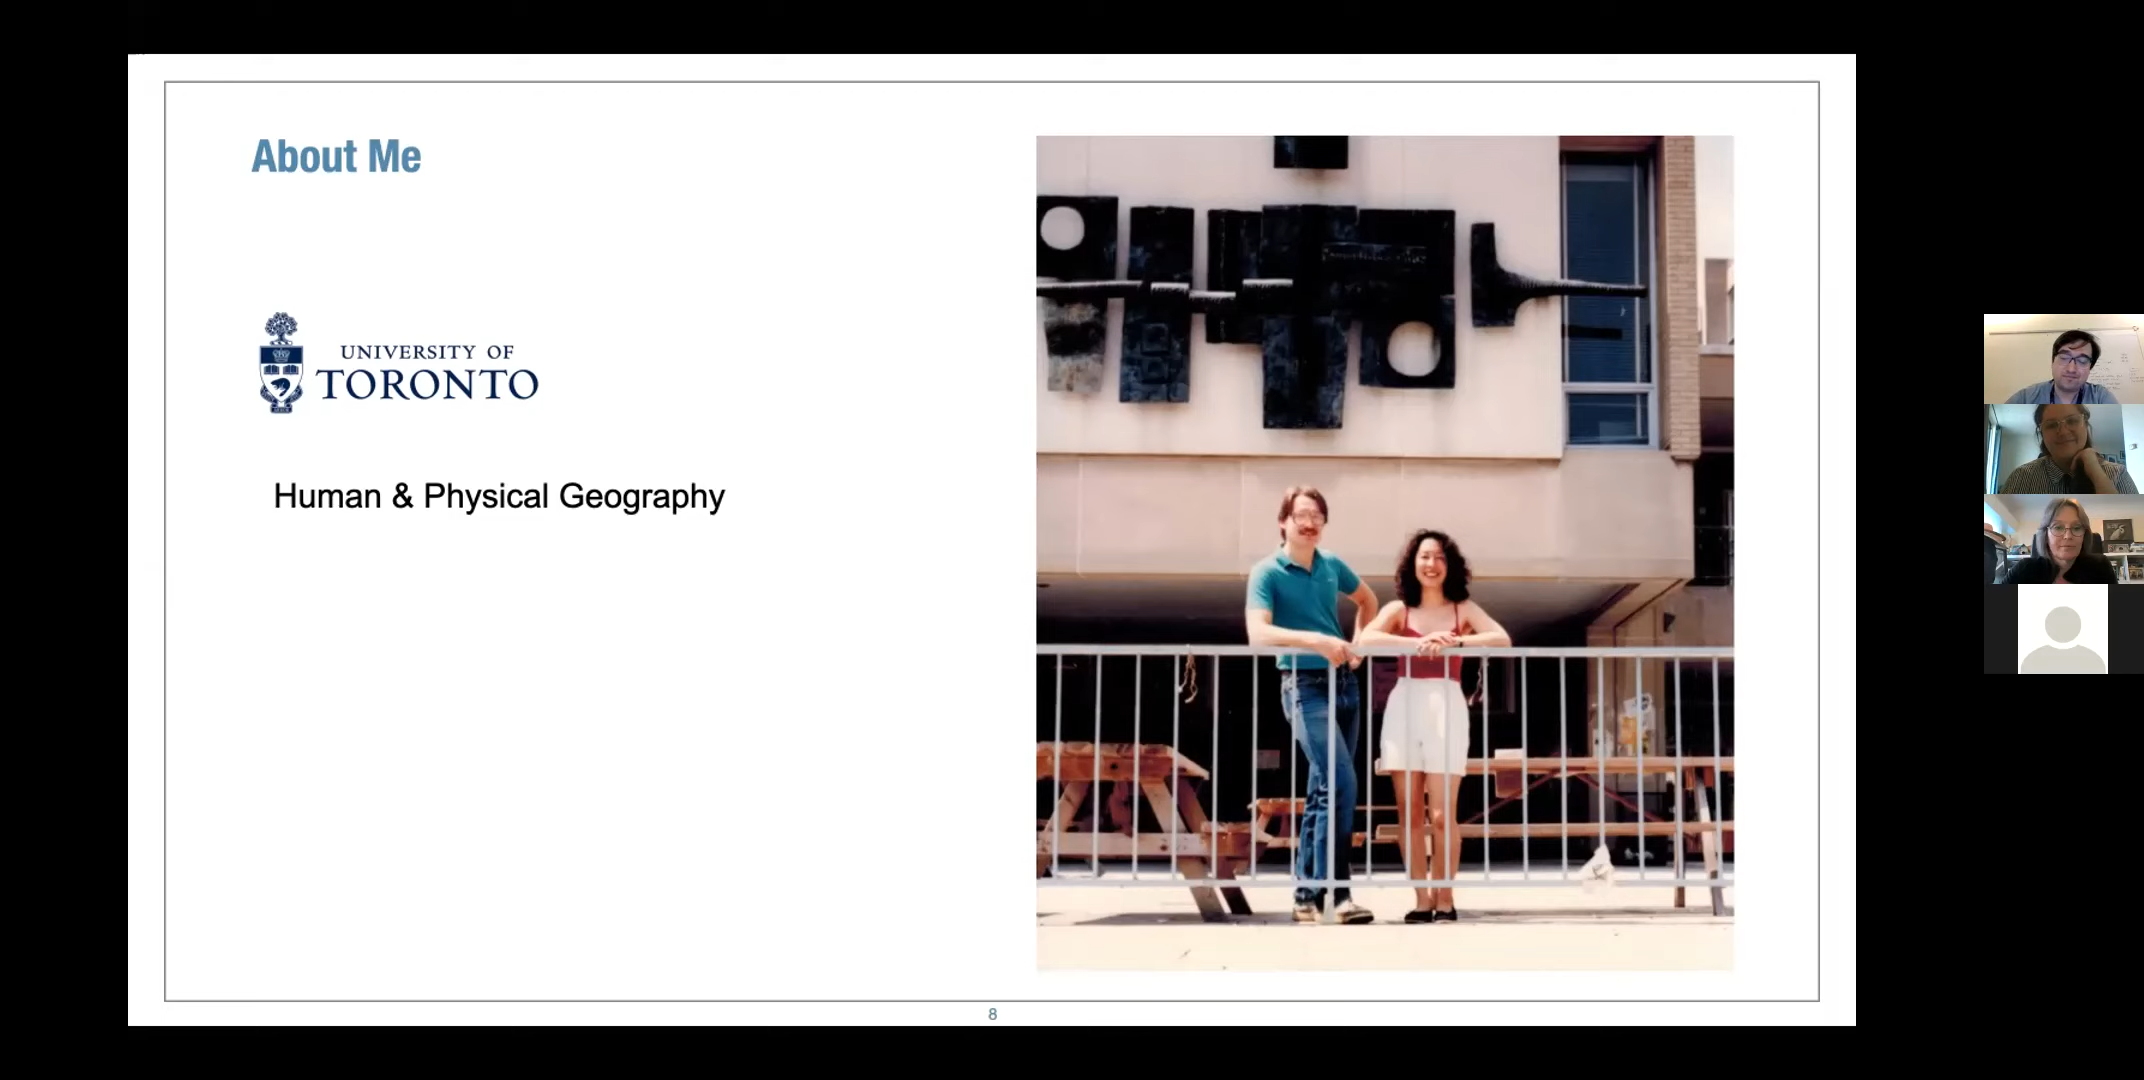 About Me
UNIVERSITY OF
TORONTO
Human & Physical Geography
8